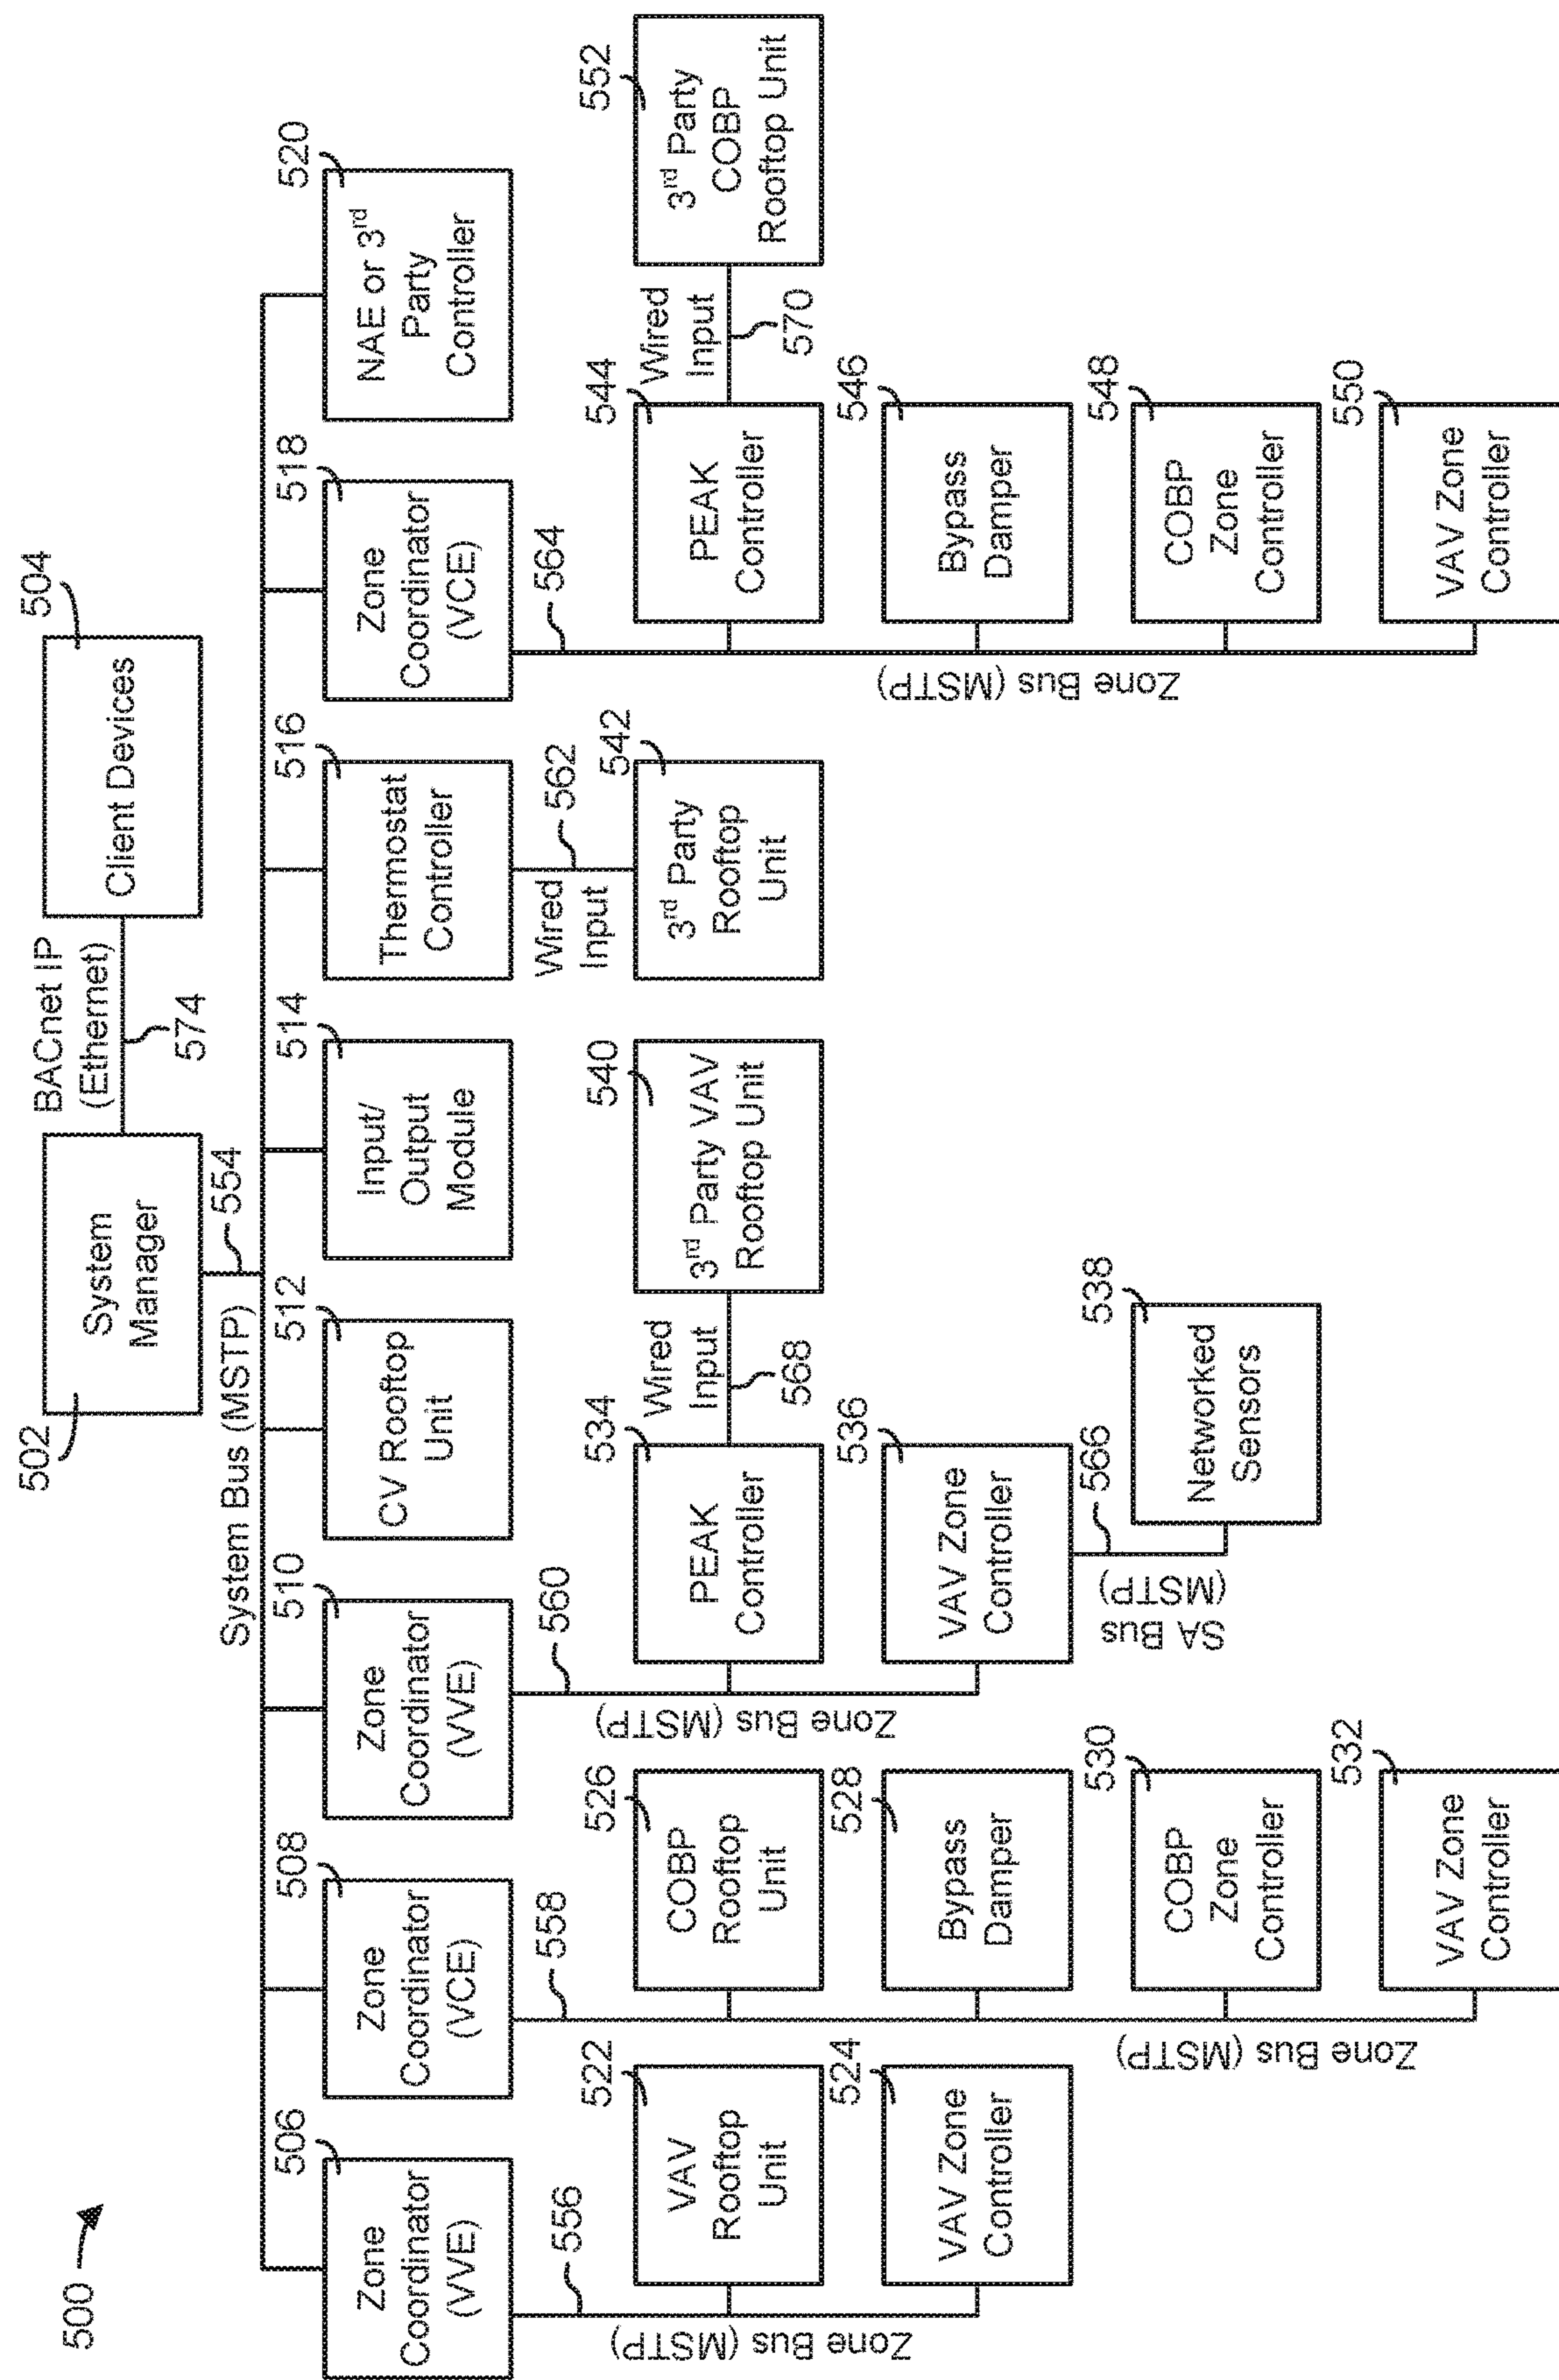 500
502
System
Manager
BACnet IP
(Ethernet)
574
504
Client Devices
554
System Bus (MSTP)
506
Zone
Coordinator
(VVE)
508
Zone
Coordinator
(VCE)
510
Zone
Coordinator
(VVE)
512
CV Rooftop
Unit
514
Input/
Output
Module
516
Thermostat
Controller
518
Zone
Coordinator
(VCE)
520
NAE or 3rd
Party
Controller
556
Zone Bus (MSTP)
522
VAV
Rooftop
Unit
524
VAV Zone
Controller
558
Zone Bus (MSTP)
526
COBP
Rooftop
Unit
528
Bypass
Damper
530
COBP
Zone
Controller
532
VAV Zone
Controller
560
Zone Bus (MSTP)
534
PEAK
Controller
Wired
Input
568
540
3rd Party VAV
Rooftop Unit
536
VAV Zone
Controller
566
SA Bus
(MSTP)
538
Networked
Sensors
Wired
Input
562
542
3rd Party
Rooftop
Unit
564
Zone Bus (MSTP)
544
PEAK
Controller
Wired
Input
570
552
3rd Party
COBP
Rooftop Unit
546
Bypass
Damper
548
COBP
Zone
Controller
550
VAV Zone
Controller